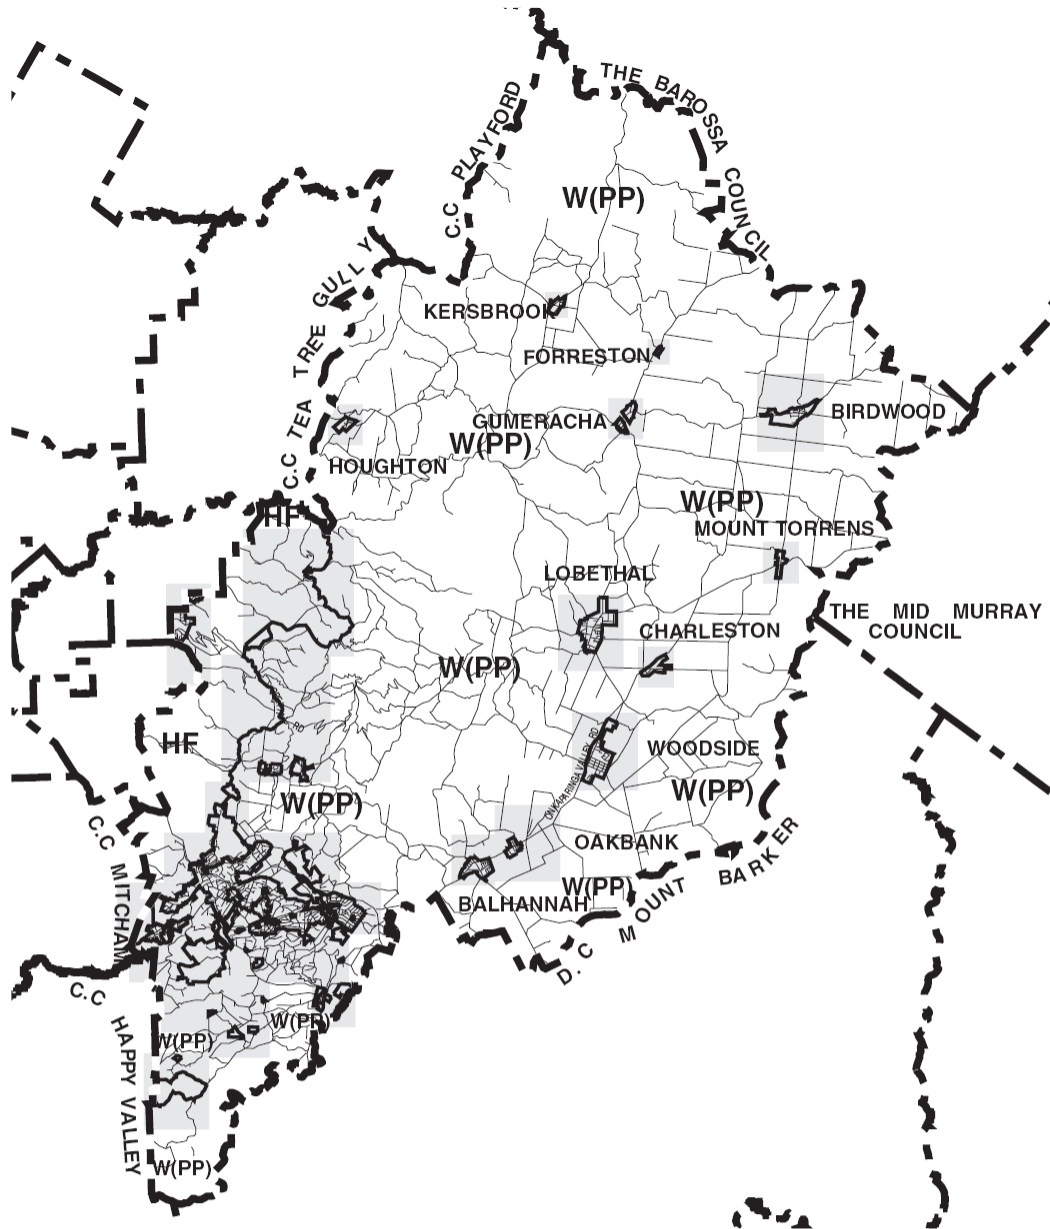 THE BAROSSA COUNCIL
C.C PLAYFORD
W(PP)
C.C TEA TREE GULLY
KERSBROOK
FORRESTON
GUMERACHA
BIRDWOOD
W(PP)
HOUGHTON
W(PP)
HF
MOUNT TORRENS
LOBETHAL
THE MID MURRAY
COUNCIL
CHARLESTON
W(PP)
HF
ONKAPARINGA VALLEY RD
WOODSIDE
W(PP)
W(PP)
C.C MITCHAM
OAKBANK
W(PP)
BALHANNAH
D.C MOUNT BARKER
C.C HAPPY VALLEY
W(PP)
W(PP)
W(PP)